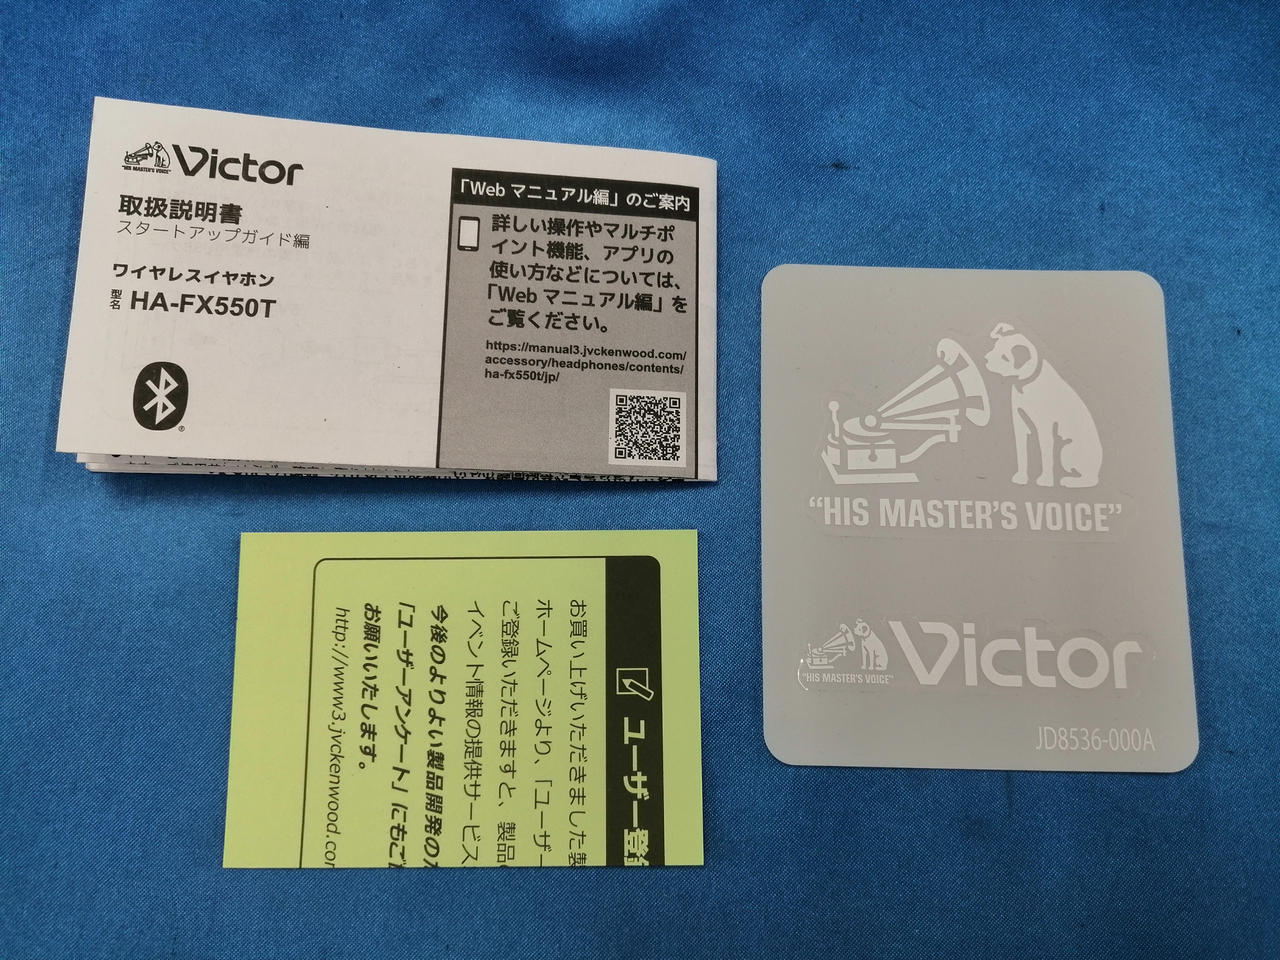 Victor
"HIS MASTER'S VOICE"
取扱説明書
スタートアップガイド編
ワイヤレスイヤホン
型名 HA-FX550T
「Web マニュアル編」のご案内
詳しい操作やマルチポ
イント機能、アプリの
使い方などについては、
「Web マニュアル編」を
ご覧ください。
https://manual3.jvckenwood.com/
accessory/headphones/contents/
ha-fx550t/jp/
ユーザー登
お買い上げいただきました製
ホームページより、「ユーザー
ご登録いただきますと、製品
イベント情報の提供サービス
今後のよりよい製品開発の
「ユーザーアンケート」にもご
お願いいたします。
http://www3.jvckenwood.co
"HIS MASTER'S VOICE"
"HIS MASTER'S VOICE"
Victor
JD8536-000A